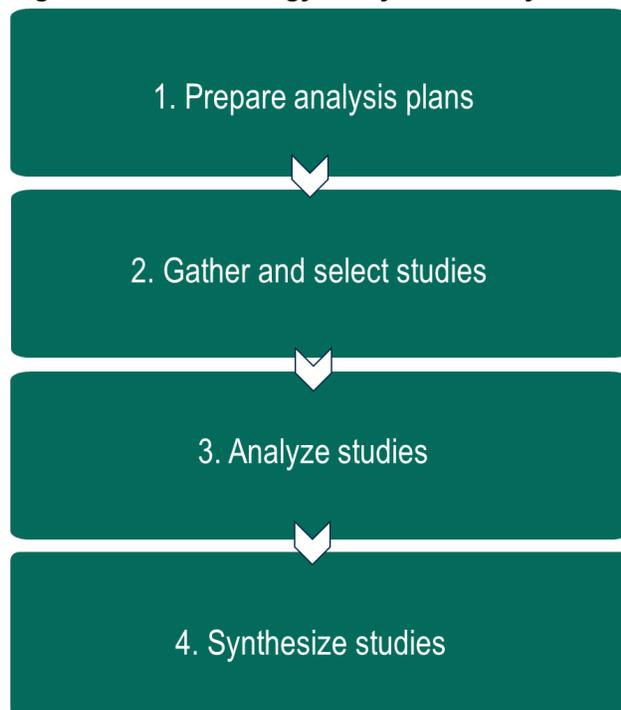 1. Prepare analysis plans
2. Gather and select studies
3. Analyze studies
4. Synthesize studies